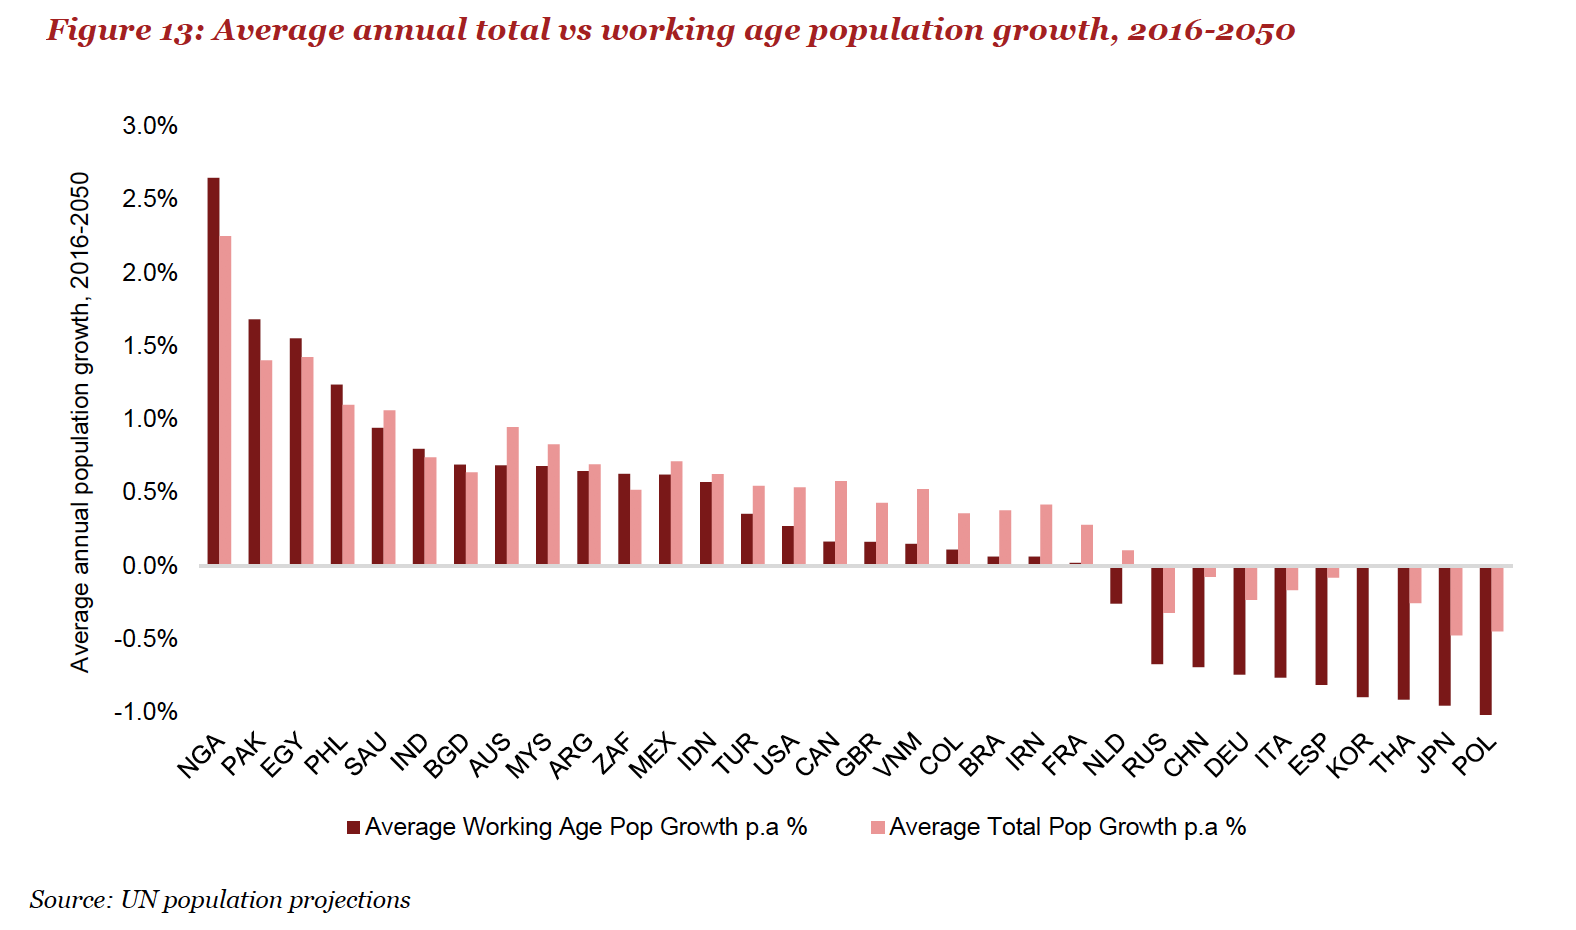 Figure 13: Average annual total vs working age population growth, 2016-2050
Average annual population growth, 2016-2050
3.0%
2.5%
2.0%
1.5%
1.0%
0.5%
0.0%
-0.5%
-1.0%
NGA
PAK
EGY
PHL
SAU
IND
BGD
AUS
MYS
ARG
ZAF
MEX
IDN
TUR
USA
CAN
GBR
VNM
COL
BRA
IRN
FRA
NLD
RUS
CHN
DEU
ITA
ESP
KOR
THA
JPN
POL
Average Working Age Pop Growth p.a %
Average Total Pop Growth p.a %
Source: UN population projections